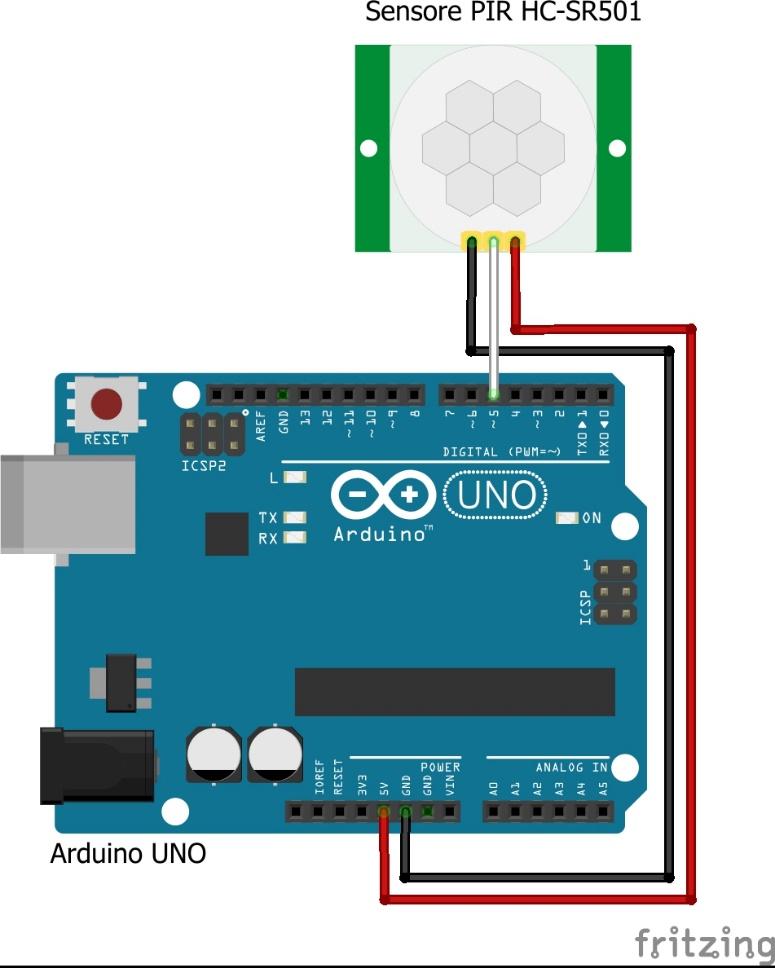 Sensore PIR HC-SR501
RESET
ICSP2
AREF
GND
13
12
~11
~10
~9
8
7
~6
~5
4
~3
2
TX0▶1
RX0◀0
DIGITAL (PWM=~)
L
TX
RX
UNO
Arduino™
ON
1
ICSP
IOREF
RESET
3V3
5V
GND
GND
VIN
POWER
A0
A1
A2
A3
A4
A5
ANALOG IN
Arduino UNO
fritzing